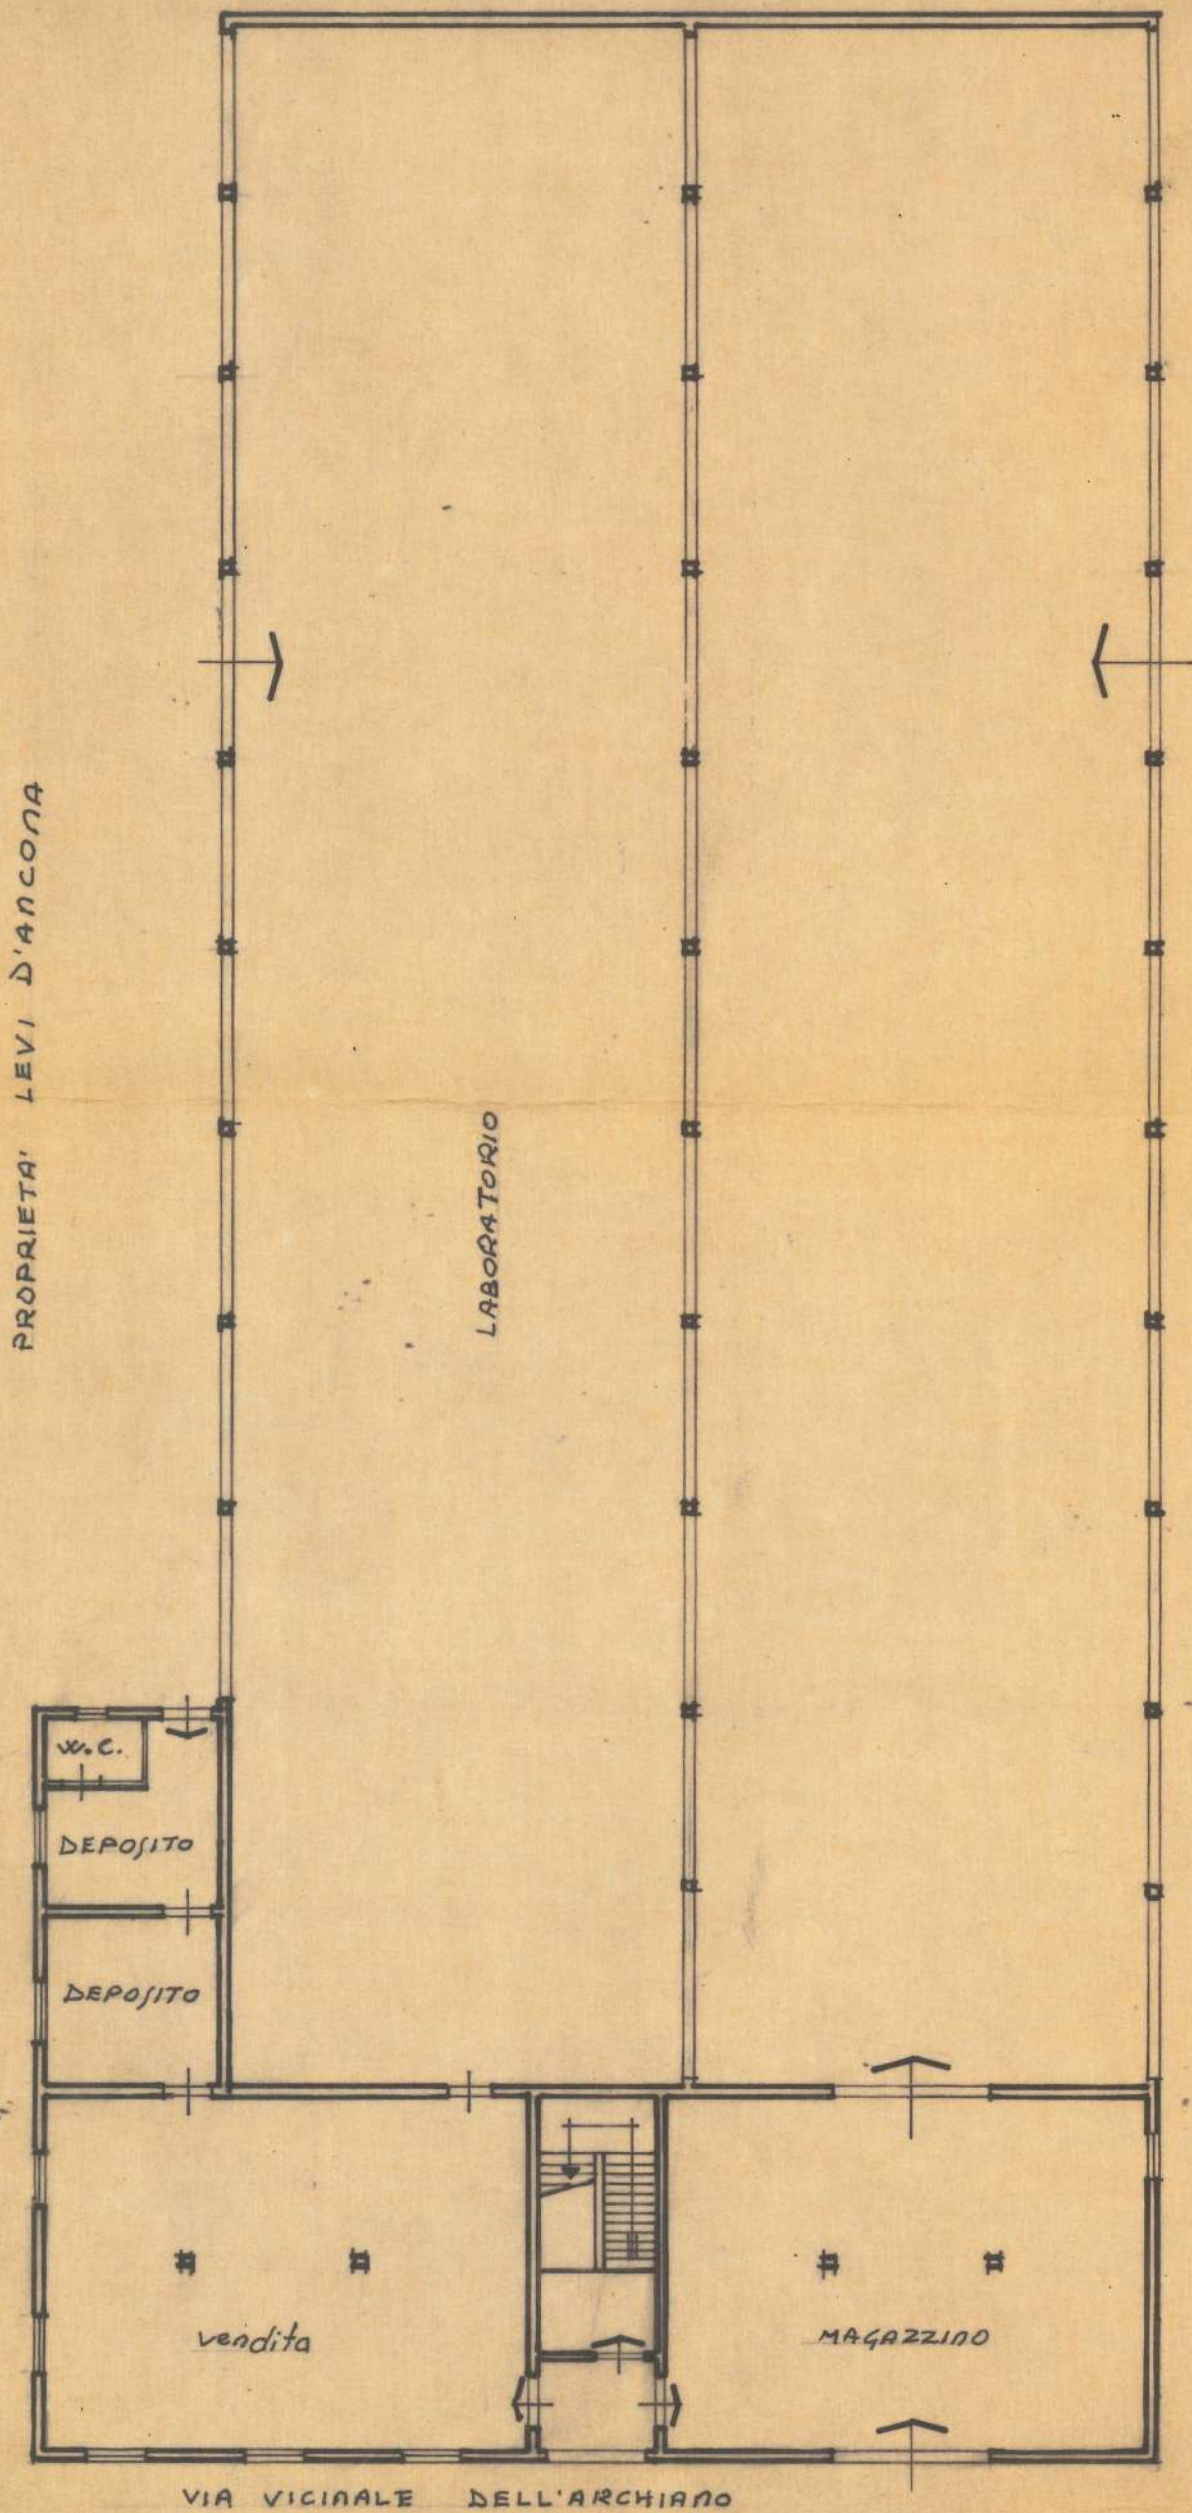 PROPRIETA' LEVI D'ANCONA
LABORATORIO
W.C.
DEPOSITO
DEPOSITO
vendita
MAGAZZINO
VIA VICINALE DELL'ARCHIANO